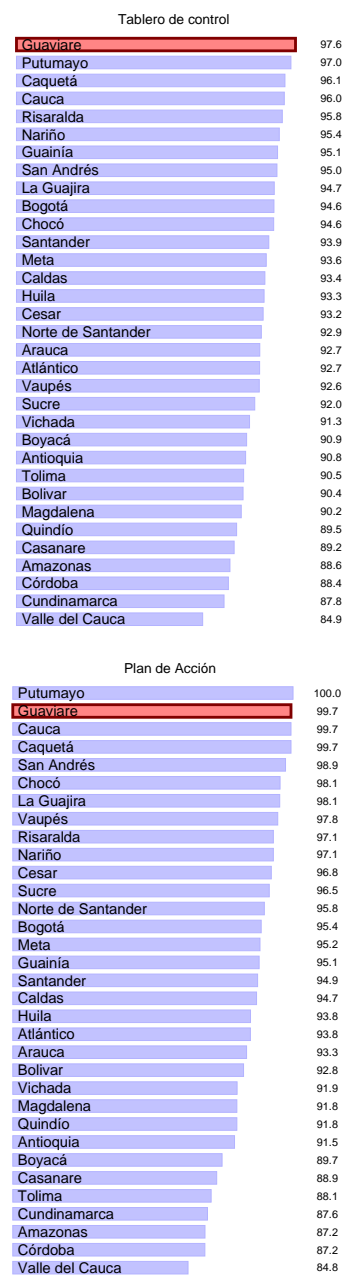 Tablero de control
Guaviare 97.6
Putumayo 97.0
Caquetá 96.1
Cauca 96.0
Risaralda 95.8
Nariño 95.4
Guainía 95.1
San Andrés 95.0
La Guajira 94.7
Bogotá 94.6
Chocó 94.6
Santander 93.9
Meta 93.6
Caldas 93.4
Huila 93.3
Cesar 93.2
Norte de Santander 92.9
Arauca 92.7
Atlántico 92.7
Vaupés 92.6
Sucre 92.0
Vichada 91.3
Boyacá 90.9
Antioquia 90.8
Tolima 90.5
Bolivar 90.4
Magdalena 90.2
Quindío 89.5
Casanare 89.2
Amazonas 88.6
Córdoba 88.4
Cundinamarca 87.8
Valle del Cauca 84.9
Plan de Acción
Putumayo 100.0
Guaviare 99.7
Cauca 99.7
Caquetá 99.7
San Andrés 98.9
Chocó 98.1
La Guajira 98.1
Vaupés 97.8
Risaralda 97.1
Nariño 97.1
Cesar 96.8
Sucre 96.5
Norte de Santander 95.8
Bogotá 95.4
Meta 95.2
Guainía 95.1
Santander 94.9
Caldas 94.7
Huila 93.8
Atlántico 93.8
Arauca 93.3
Bolivar 92.8
Vichada 91.9
Magdalena 91.8
Quindío 91.8
Antioquia 91.5
Boyacá 89.7
Casanare 88.9
Tolima 88.1
Cundinamarca 87.6
Amazonas 87.2
Córdoba 87.2
Valle del Cauca 84.8